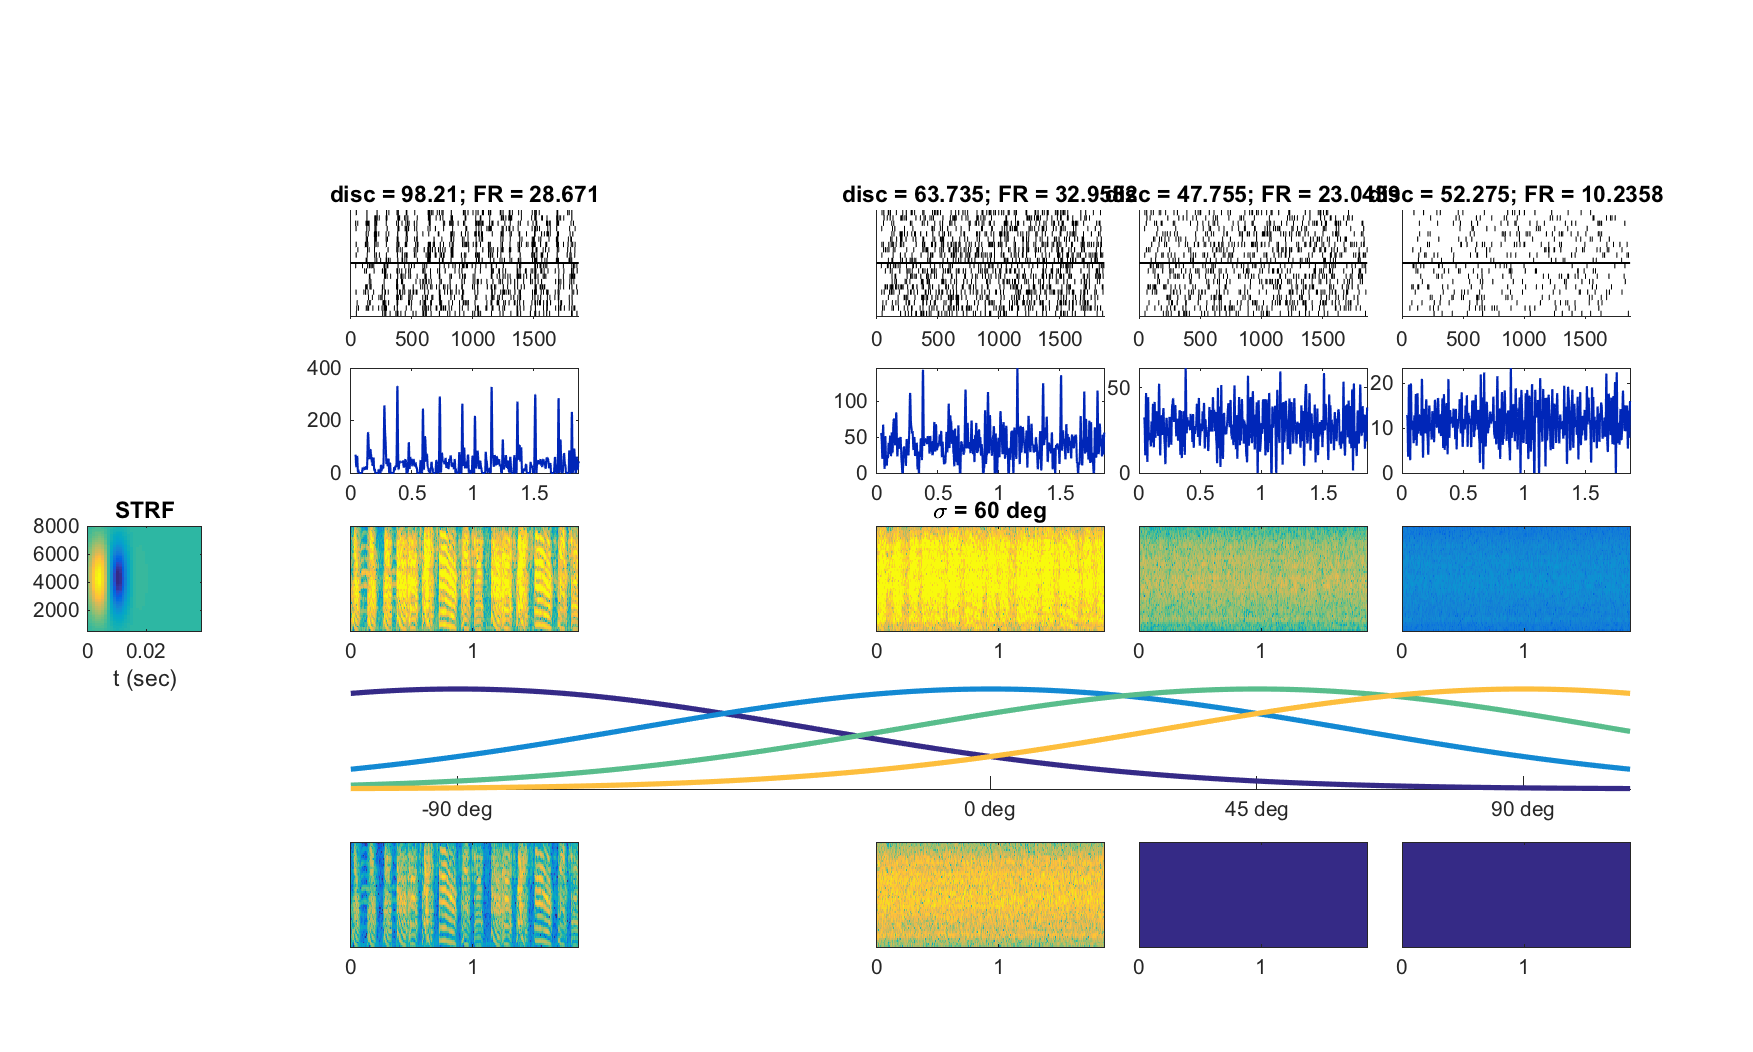 disc = 98.21; FR = 28.671
disc = 63.735; FR = 32.9552
disc = 47.755; FR = 23.0459
disc = 52.275; FR = 10.2358
0 500 1000 1500
0 500 1000 1500
0 500 1000 1500
0 500 1000 1500
400
200
0
0 0.5 1 1.5
100
50
0
0 0.5 1 1.5
50
0
0 0.5 1 1.5
20
10
0
0 0.5 1 1.5
STRF
8000
6000
4000
2000
0 0.02
t (sec)
σ = 60 deg
0 1
0 1
0 1
0 1
-90 deg 0 deg 45 deg 90 deg
0 1
0 1
0 1
0 1